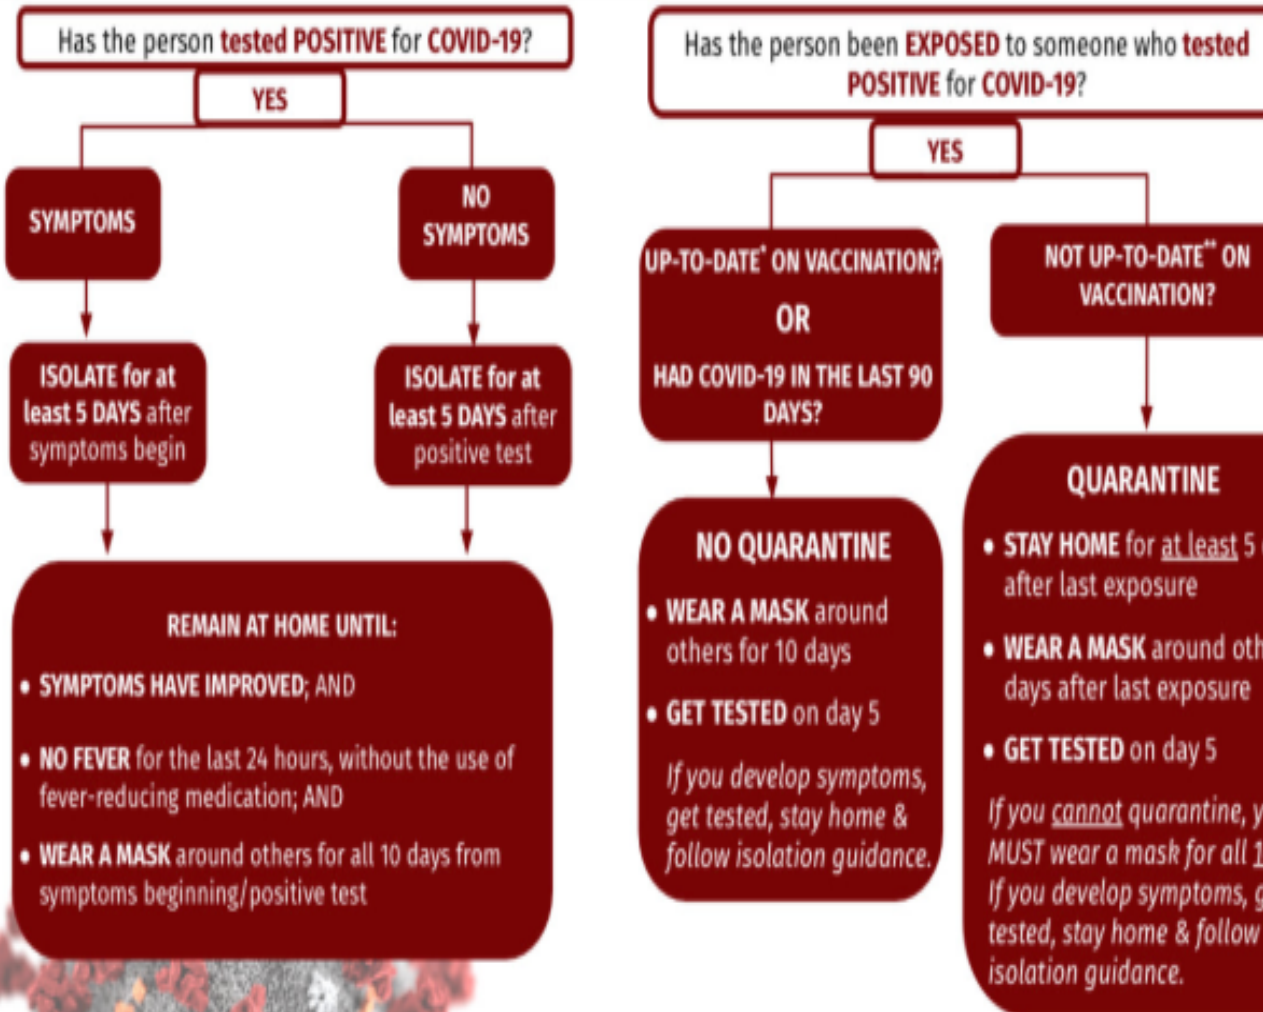 Has the person tested POSITIVE for COVID-19?
YES
SYMPTOMS
NO
SYMPTOMS
ISOLATE for at
least 5 DAYS after
symptoms begin
ISOLATE for at
least 5 DAYS after
positive test
REMAIN AT HOME UNTIL:
• SYMPTOMS HAVE IMPROVED; AND
• NO FEVER for the last 24 hours, without the use of
fever-reducing medication; AND
• WEAR A MASK around others for all 10 days from
symptoms beginning/positive test
Has the person been EXPOSED to someone who tested
POSITIVE for COVID-19?
YES
UP-TO-DATE* ON VACCINATION?
OR
HAD COVID-19 IN THE LAST 90
DAYS?
NO QUARANTINE
• WEAR A MASK around
others for 10 days
• GET TESTED on day 5
If you develop symptoms,
get tested, stay home &
follow isolation guidance.
NOT UP-TO-DATE** ON
VACCINATION?
QUARANTINE
• STAY HOME for at least 5
after last exposure
• WEAR A MASK around
days after last exposure
• GET TESTED on day 5
If you cannot quarantine,
MUST wear a mask for all
If you develop symptoms,
tested, stay home & follow
isolation guidance.